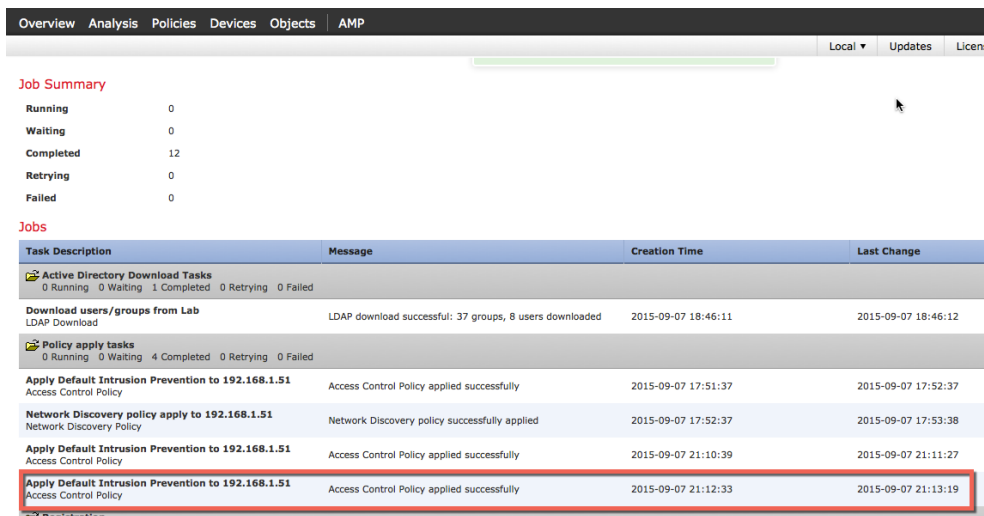 Overview Analysis Policies Devices Objects AMP
Local ▾ Updates Licen
Job Summary
Running 0
Waiting 0
Completed 12
Retrying 0
Failed 0
Jobs
Task Description Message Creation Time Last Change
Active Directory Download Tasks
0 Running 0 Waiting 1 Completed 0 Retrying 0 Failed
Download users/groups from Lab
LDAP Download LDAP download successful: 37 groups, 8 users downloaded 2015-09-07 18:46:11 2015-09-07 18:46:12
Policy apply tasks
0 Running 0 Waiting 4 Completed 0 Retrying 0 Failed
Apply Default Intrusion Prevention to 192.168.1.51
Access Control Policy Access Control Policy applied successfully 2015-09-07 17:51:37 2015-09-07 17:52:37
Network Discovery policy apply to 192.168.1.51
Network Discovery Policy Network Discovery policy successfully applied 2015-09-07 17:52:37 2015-09-07 17:53:38
Apply Default Intrusion Prevention to 192.168.1.51
Access Control Policy Access Control Policy applied successfully 2015-09-07 21:10:39 2015-09-07 21:11:27
Apply Default Intrusion Prevention to 192.168.1.51
Access Control Policy Access Control Policy applied successfully 2015-09-07 21:12:33 2015-09-07 21:13:19
Registration